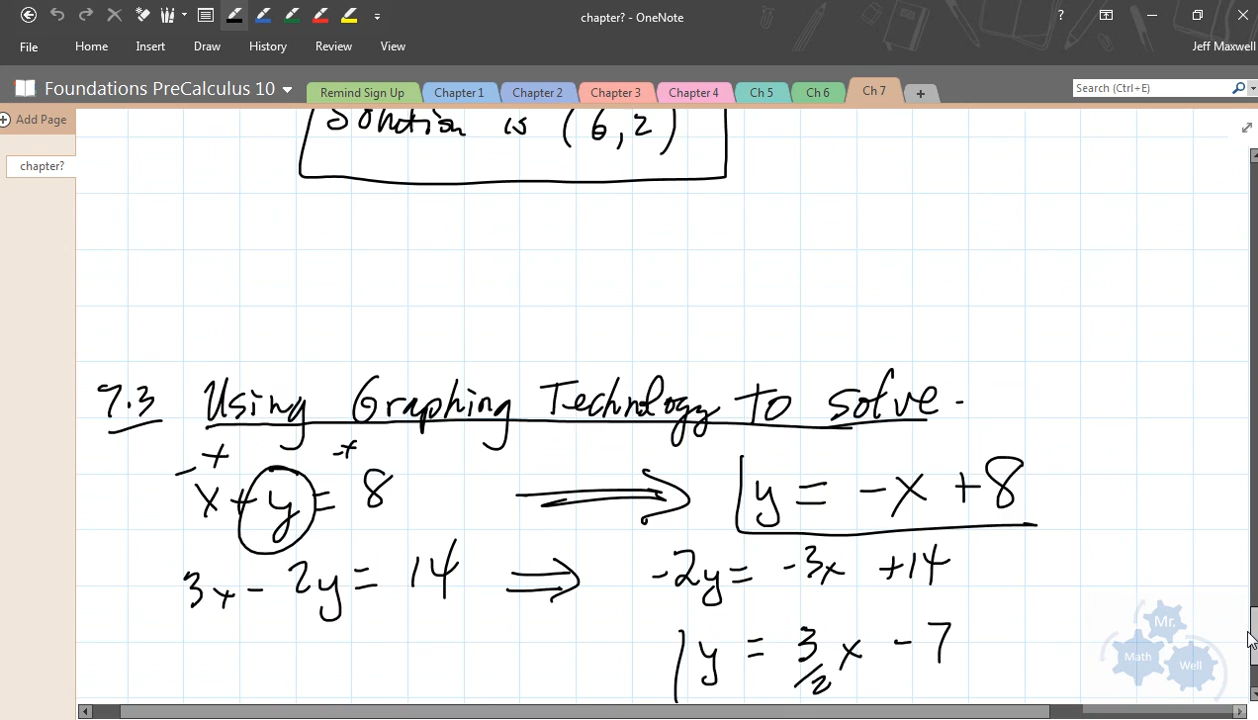 chapter? - OneNote
?
File Home Insert Draw History Review View
Jeff Maxwell
Foundations PreCalculus 10
Remind Sign Up Chapter 1 Chapter 2 Chapter 3 Chapter 4 Ch 5 Ch 6 Ch 7 +
Search (Ctrl+E)
Add Page
chapter?
Solution is (6,2)
7.3 Using Graphing Technology to solve.
-x -x
x + y = 8 ⟹ y = -x + 8
3x - 2y = 14 ⟹ -2y = -3x + 14
y = 3/2 x - 7
Mr.
Math Well